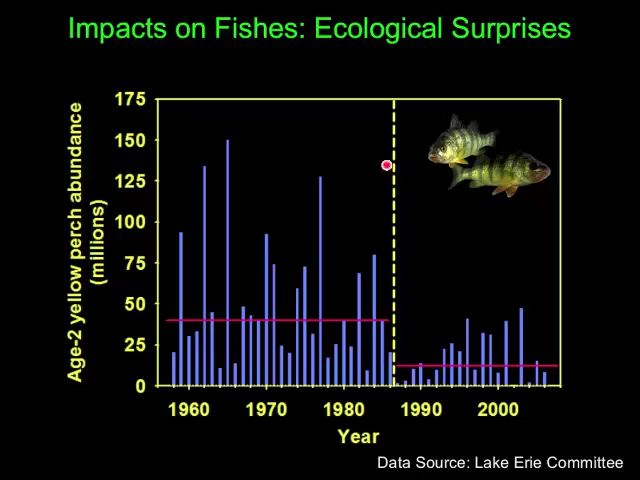 Impacts on Fishes: Ecological Surprises
Age-2 yellow perch abundance
(millions)
175
150
125
100
75
50
25
0
1960 1970 1980 1990 2000
Year
Data Source: Lake Erie Committee